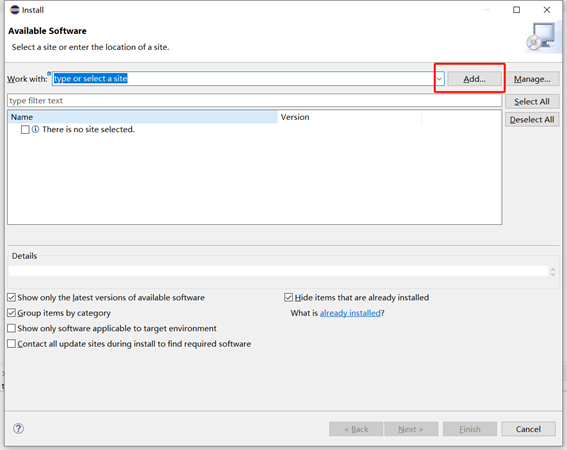 Install
Available Software
Select a site or enter the location of a site.
Work with: type or select a site Add... Manage...
type filter text Select All
Name Version Deselect All
There is no site selected.
Details
Show only the latest versions of available software Hide items that are already installed
Group items by category What is already installed?
Show only software applicable to target environment
Contact all update sites during install to find required software
< Back Next > Finish Cancel